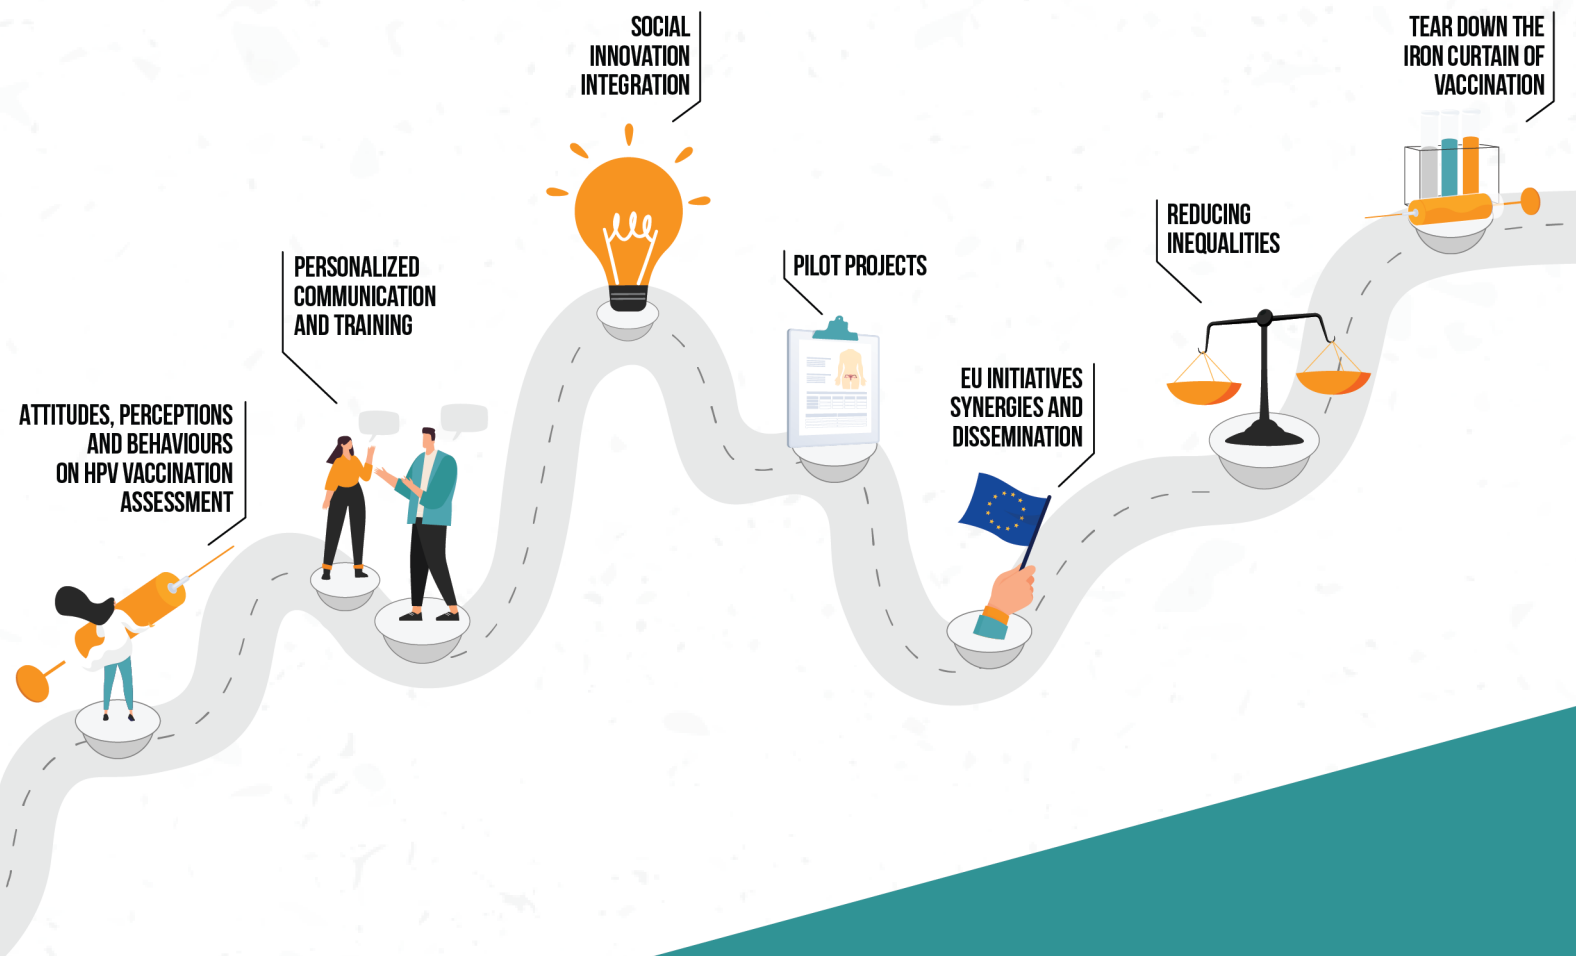 ATTITUDES, PERCEPTIONS
AND BEHAVIOURS
ON HPV VACCINATION
ASSESSMENT
PERSONALIZED
COMMUNICATION
AND TRAINING
SOCIAL
INNOVATION
INTEGRATION
PILOT PROJECTS
EU INITIATIVES
SYNERGIES AND
DISSEMINATION
REDUCING
INEQUALITIES
TEAR DOWN THE
IRON CURTAIN OF
VACCINATION